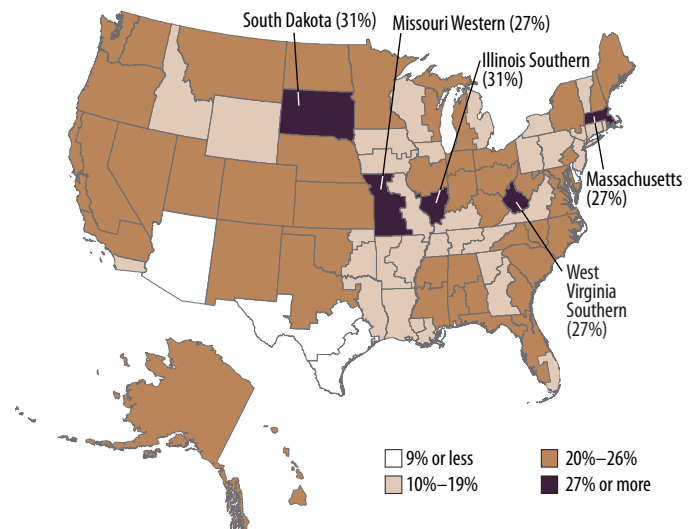 South Dakota (31%)
Missouri Western (27%)
Illinois Southern
(31%)
Massachusetts
(27%)
West
Virginia
Southern
(27%)
9% or less
10%–19%
20%–26%
27% or more